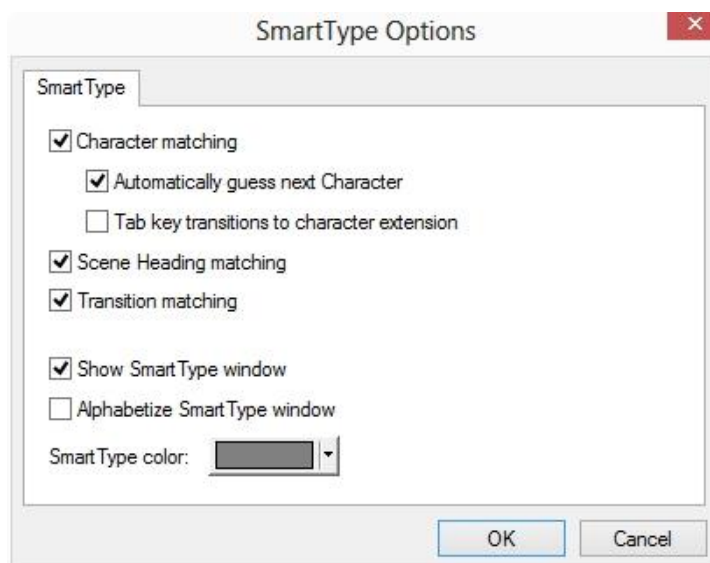 SmartType Options
SmartType
Character matching
Automatically guess next Character
Tab key transitions to character extension
Scene Heading matching
Transition matching
Show SmartType window
Alphabetize SmartType window
SmartType color:
OK Cancel